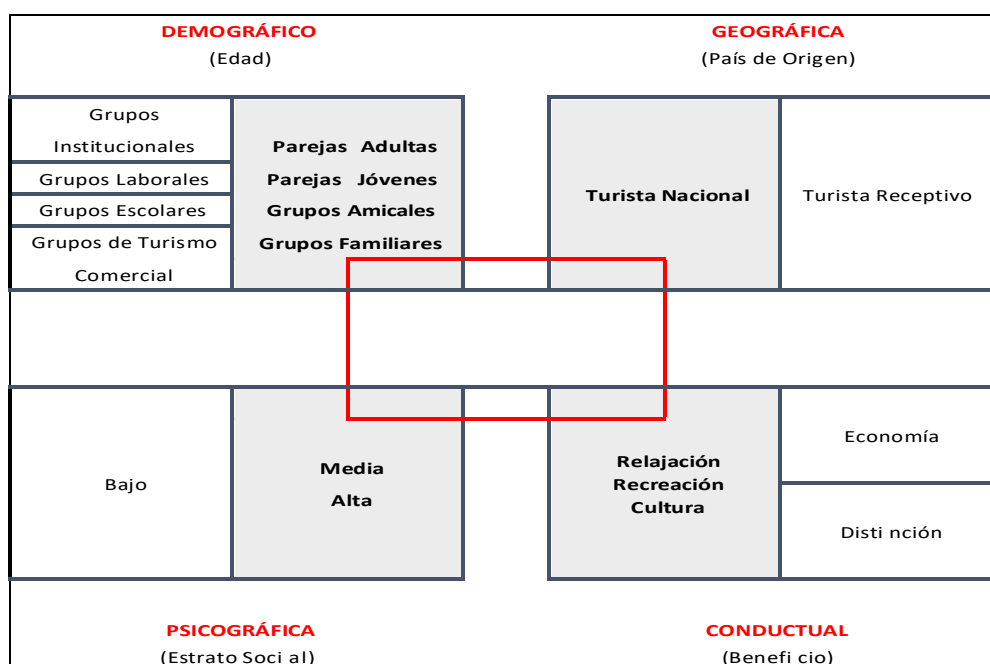 DEMOGRÁFICO
(Edad)
GEOGRÁFICA
(País de Origen)
Grupos
Institucionales
Grupos Laborales
Grupos Escolares
Grupos de Turismo
Comercial
Parejas Adultas
Parejas Jóvenes
Grupos Amicales
Grupos Familiares
Turista Nacional
Turista Receptivo
Bajo
Media
Alta
Relajación
Recreación
Cultura
Economía
Disti nción
PSICOGRÁFICA
(Estrato Soci al)
CONDUCTUAL
(Benefi cio)